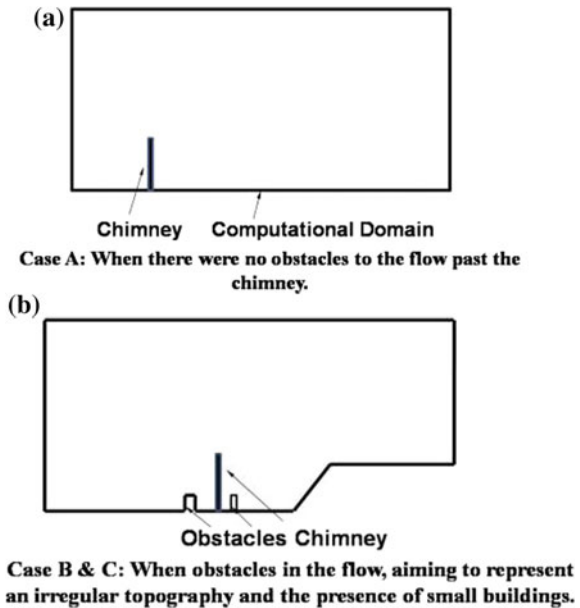 (a)
Chimney Computational Domain
Case A: When there were no obstacles to the flow past the
chimney.
(b)
Obstacles Chimney
Case B & C: When obstacles in the flow, aiming to represent
an irregular topography and the presence of small buildings.